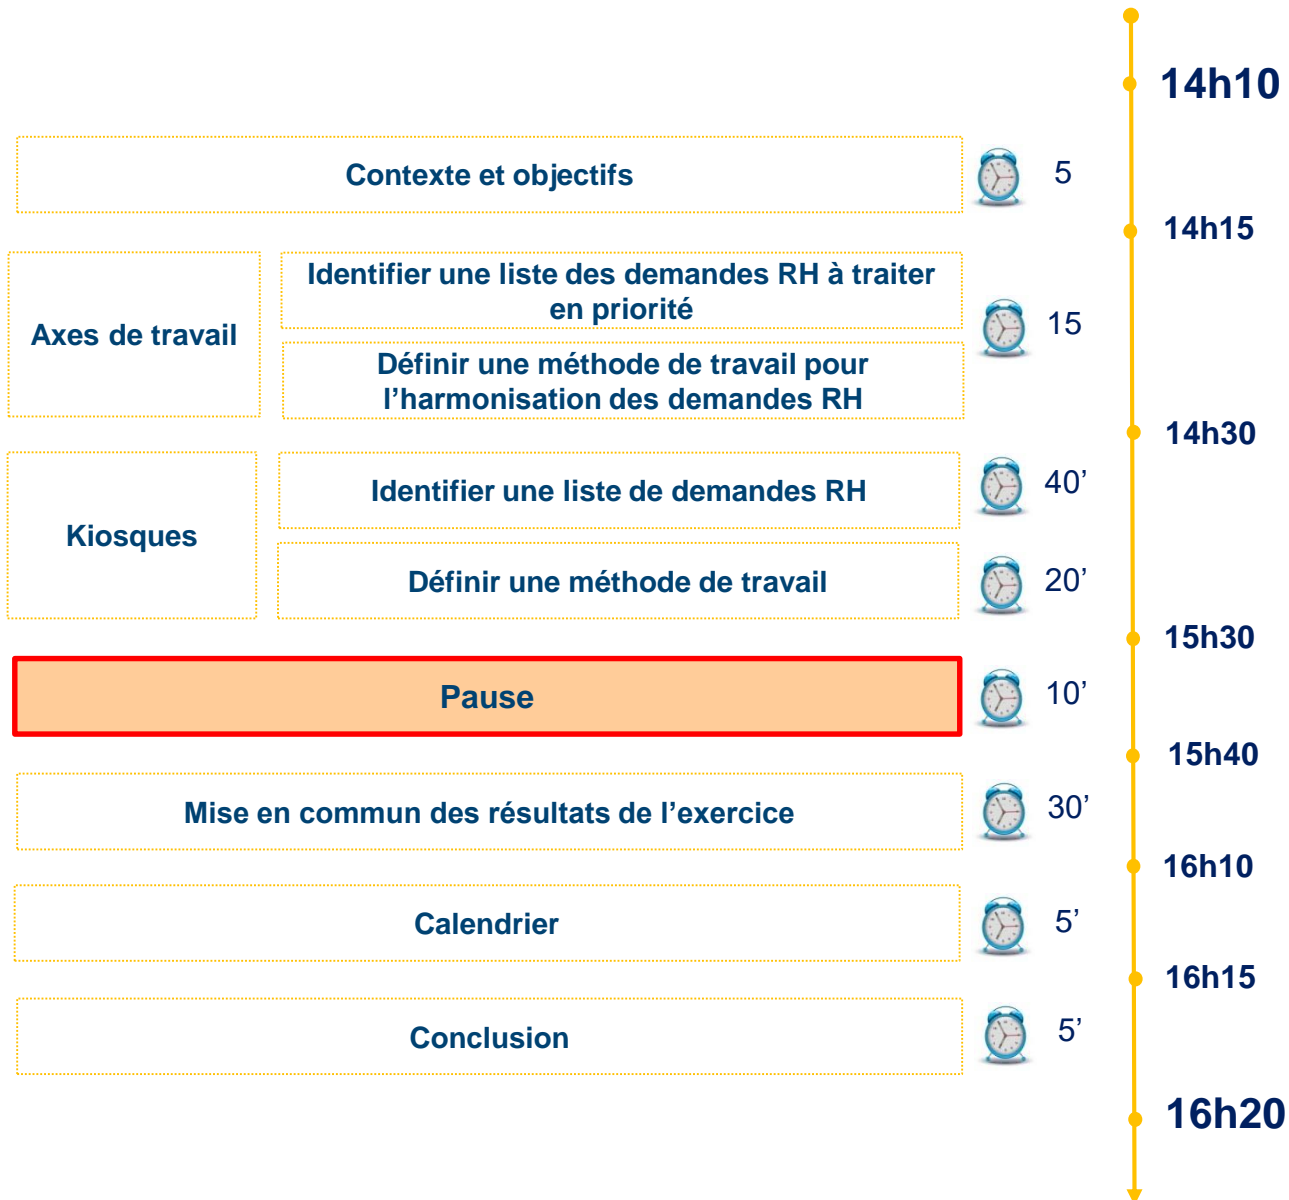 14h10
Contexte et objectifs
5
14h15
Axes de travail
Identifier une liste des demandes RH à traiter
en priorité
15
Définir une méthode de travail pour
l’harmonisation des demandes RH
14h30
Kiosques
Identifier une liste de demandes RH
40’
Définir une méthode de travail
20’
15h30
Pause
10’
15h40
Mise en commun des résultats de l’exercice
30’
16h10
Calendrier
5’
16h15
Conclusion
5’
16h20